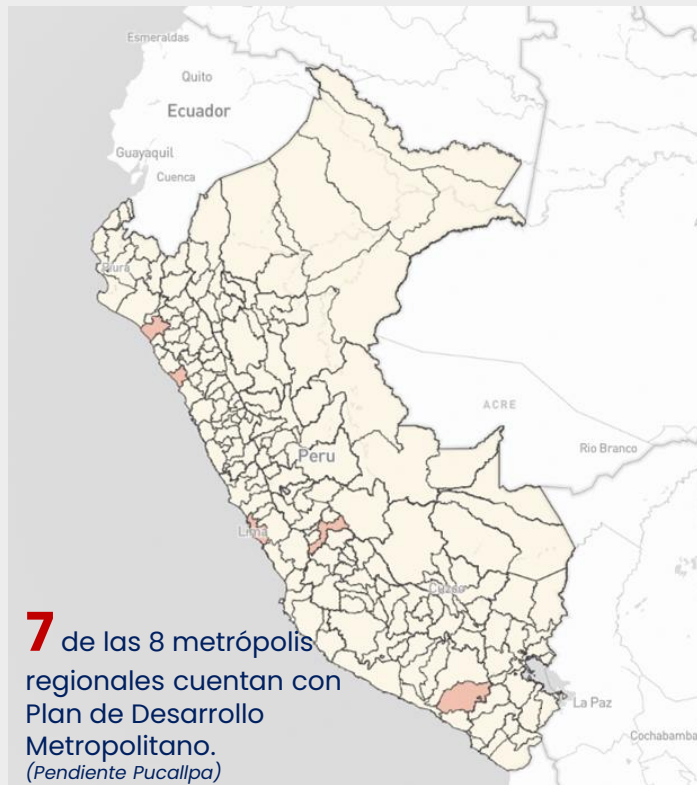 Esmeraldas
Quito
Ecuador
Guayaquil
Cuenca
Piura
ACRE
Rio Branco
Peru
Lima
Cuzco
La Paz
Cochabamba
7 de las 8 metrópolis
regionales cuentan con
Plan de Desarrollo
Metropolitano.
(Pendiente Pucallpa)